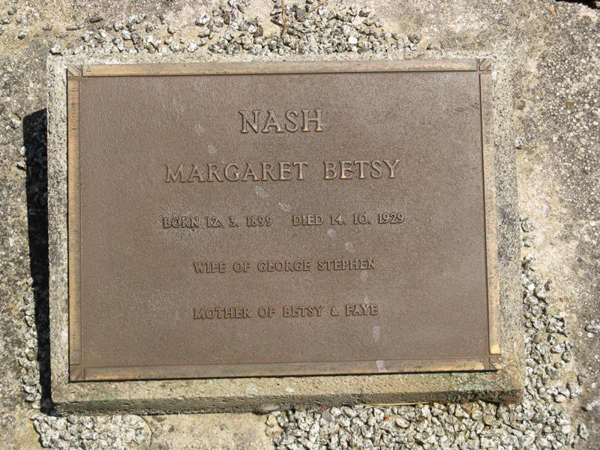 NASH
MARGARET BETSY
BORN 12. 3. 1899 DIED 14. 10. 1929
WIFE OF GEORGE STEPHEN
MOTHER OF BETSY & FAYE